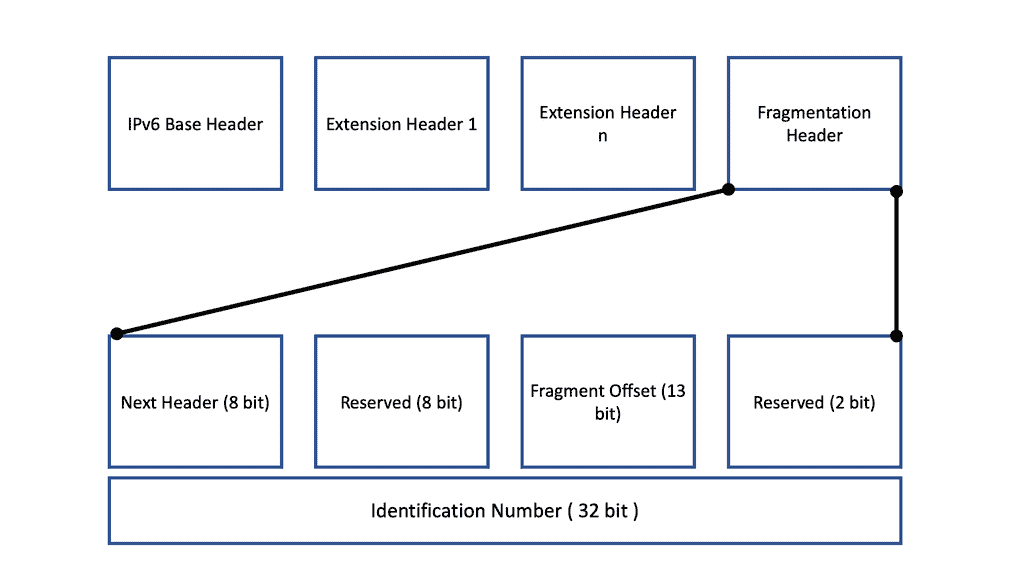 IPv6 Base Header
Extension Header 1
Extension Header
n
Fragmentation
Header
Next Header (8 bit)
Reserved (8 bit)
Fragment Offset (13
bit)
Reserved (2 bit)
Identification Number ( 32 bit )